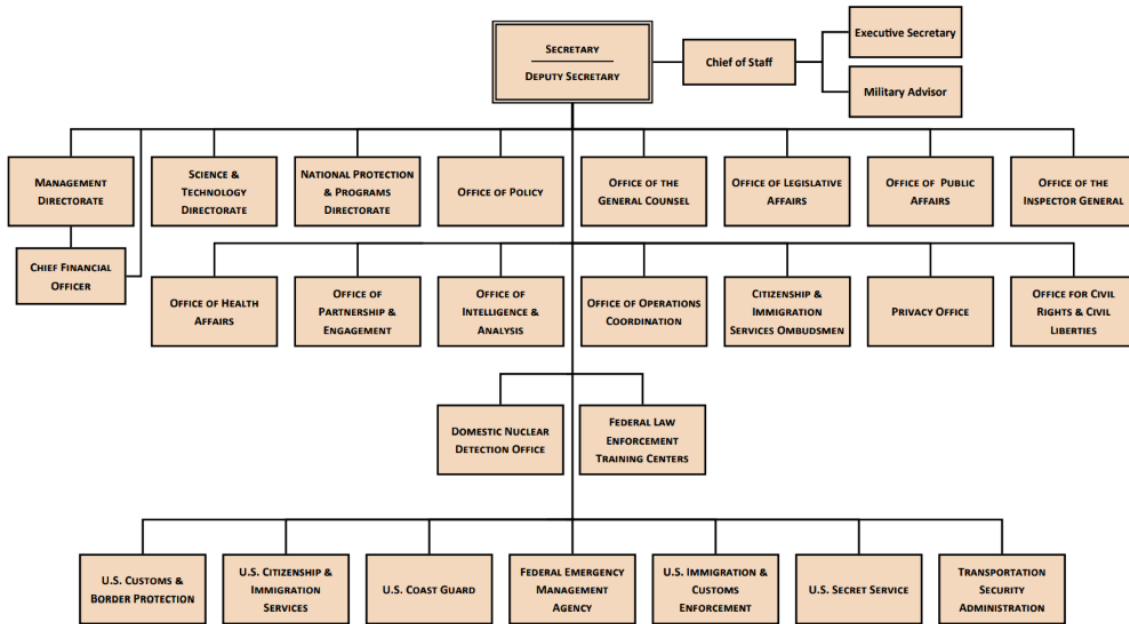 SECRETARY
DEPUTY SECRETARY
Chief of Staff
Executive Secretary
Military Advisor
MANAGEMENT
DIRECTORATE
SCIENCE &
TECHNOLOGY
DIRECTORATE
NATIONAL PROTECTION
& PROGRAMS
DIRECTORATE
OFFICE OF POLICY
OFFICE OF THE
GENERAL COUNSEL
OFFICE OF LEGISLATIVE
AFFAIRS
OFFICE OF PUBLIC
AFFAIRS
OFFICE OF THE
INSPECTOR GENERAL
CHIEF FINANCIAL
OFFICER
OFFICE OF HEALTH
AFFAIRS
OFFICE OF
PARTNERSHIP &
ENGAGEMENT
OFFICE OF
INTELLIGENCE &
ANALYSIS
OFFICE OF OPERATIONS
COORDINATION
CITIZENSHIP &
IMMIGRATION
SERVICES OMBUDSMEN
PRIVACY OFFICE
OFFICE FOR CIVIL
RIGHTS & CIVIL
LIBERTIES
DOMESTIC NUCLEAR
DETECTION OFFICE
FEDERAL LAW
ENFORCEMENT
TRAINING CENTERS
U.S. CUSTOMS &
BORDER PROTECTION
U.S. CITIZENSHIP &
IMMIGRATION
SERVICES
U.S. COAST GUARD
FEDERAL EMERGENCY
MANAGEMENT
AGENCY
U.S. IMMIGRATION &
CUSTOMS
ENFORCEMENT
U.S. SECRET SERVICE
TRANSPORTATION
SECURITY
ADMINISTRATION